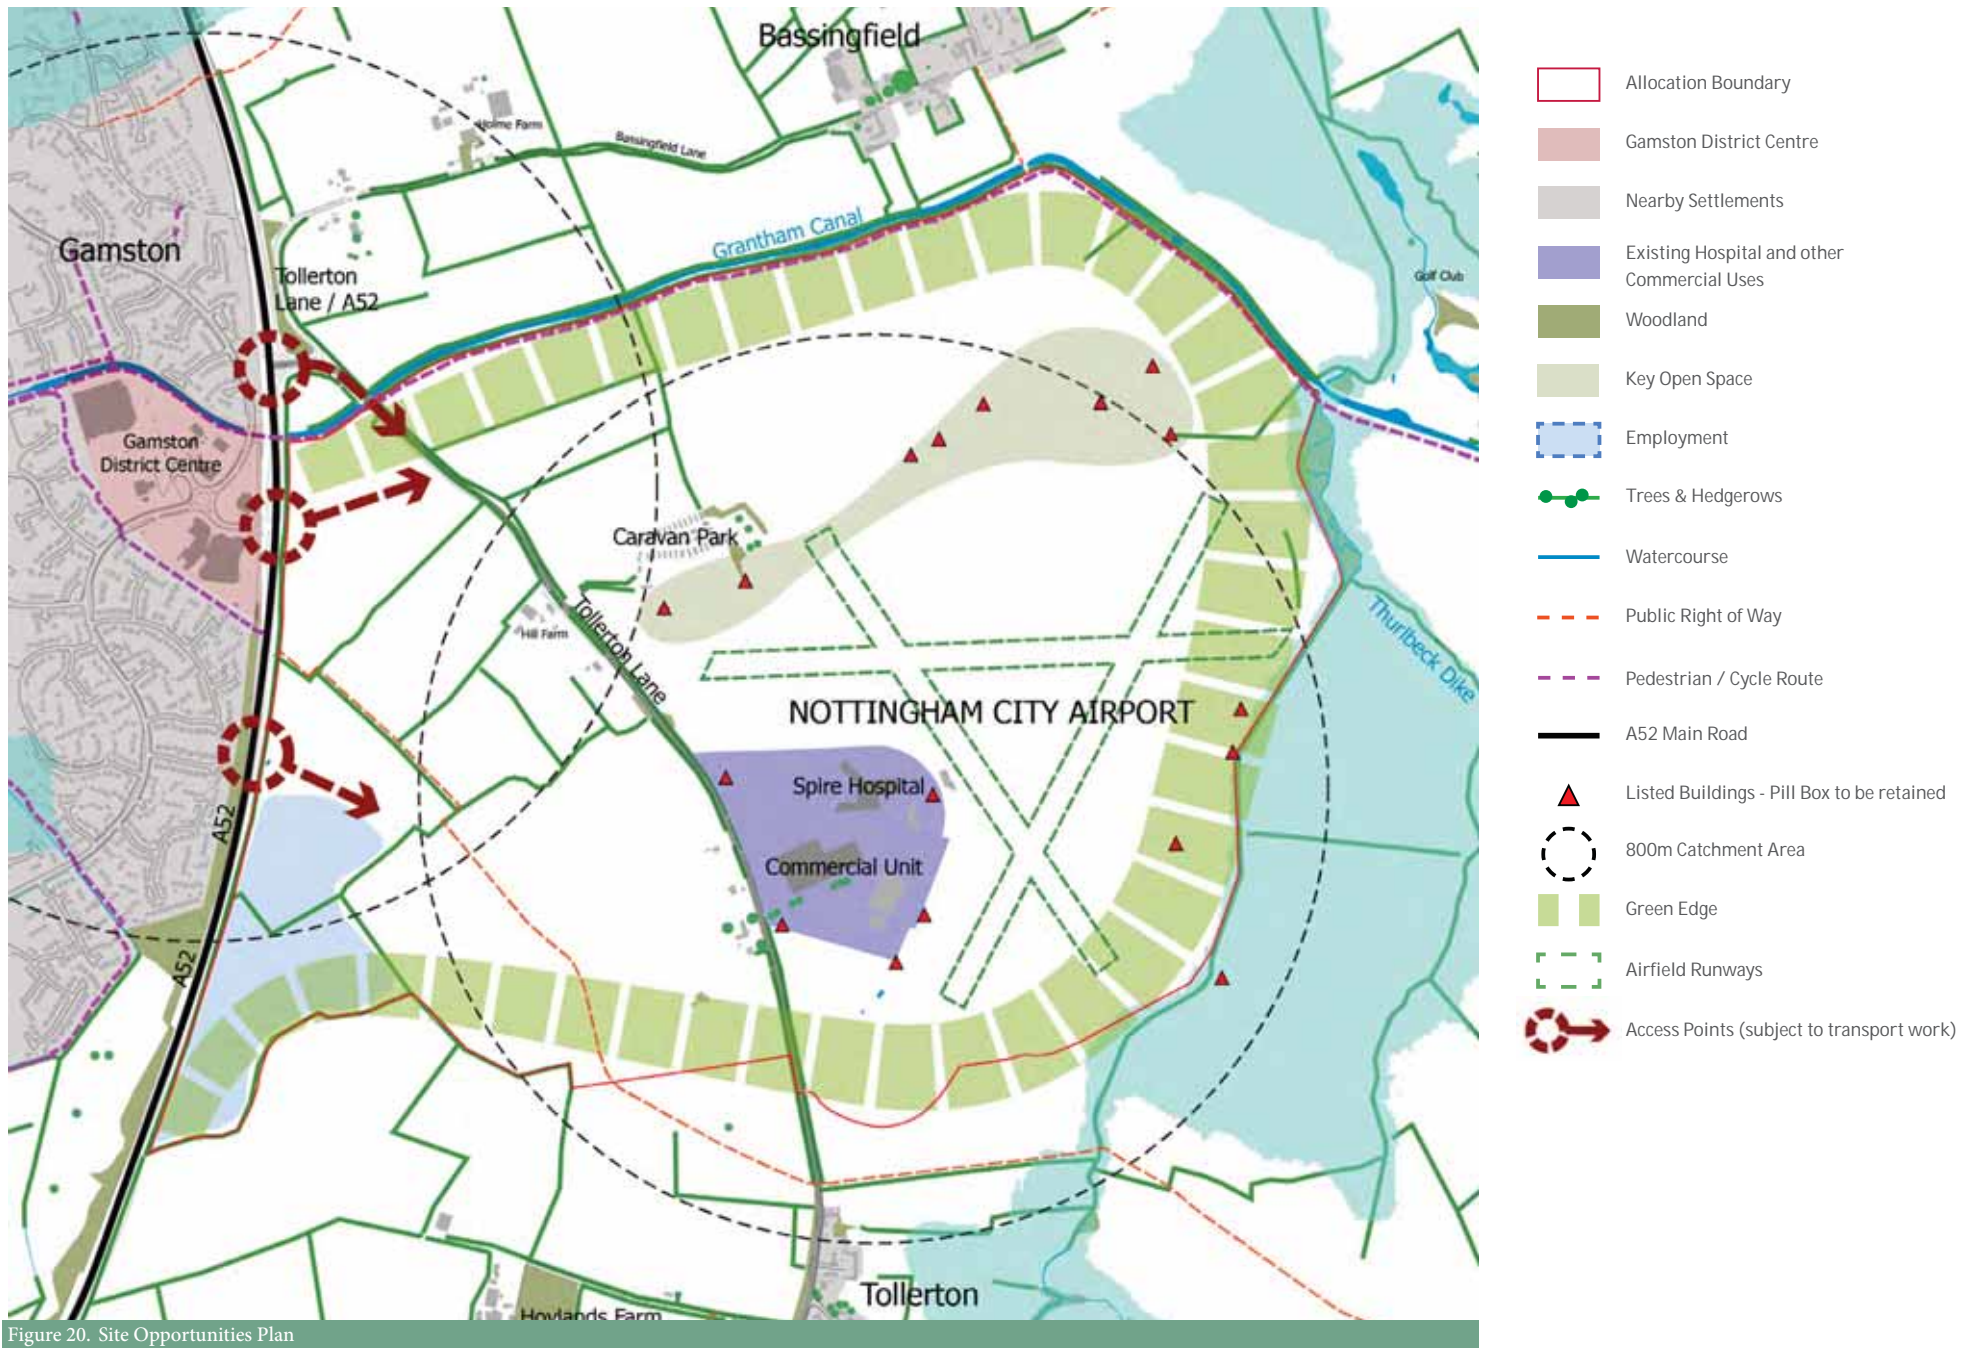 Bassingfield
Holme Farm
Bassingfield Lane
Gamston
Grantham Canal
Tollerton
Lane / A52
Golf Club
Gamston
District Centre
Caravan Park
Hill Farm
Tollerton Lane
Thurlbeck Dike
NOTTINGHAM CITY AIRPORT
Spire Hospital
A52
Commercial Unit
A52
Tollerton
Hoylands Farm
Figure 20. Site Opportunities Plan
Allocation Boundary
Gamston District Centre
Nearby Settlements
Existing Hospital and other
Commercial Uses
Woodland
Key Open Space
Employment
Trees & Hedgerows
Watercourse
Public Right of Way
Pedestrian / Cycle Route
A52 Main Road
Listed Buildings - Pill Box to be retained
800m Catchment Area
Green Edge
Airfield Runways
Access Points (subject to transport work)